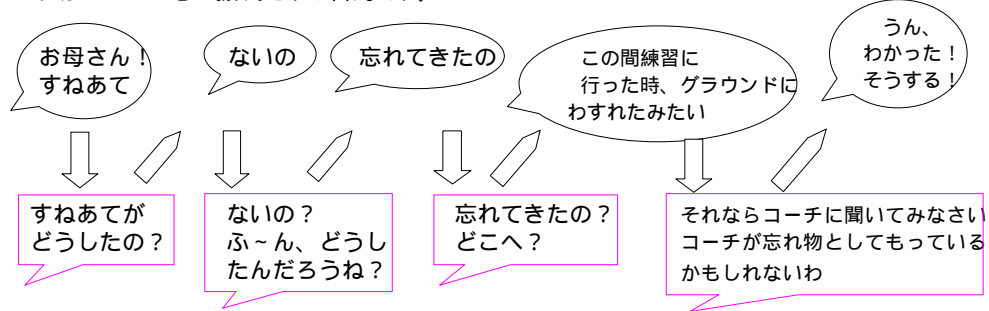 お母さん！
すねあて
すねあてが
どうしたの？
ないの
ないの？
ふ～ん、どうし
たんだろうね？
忘れてきたの
忘れてきたの？
どこへ？
この間練習に
行った時、グラウンドに
わすれたみたい
それならコーチに聞いてみなさい
コーチが忘れ物としてもっている
かもしれないわ
うん、
わかった！
そうする！